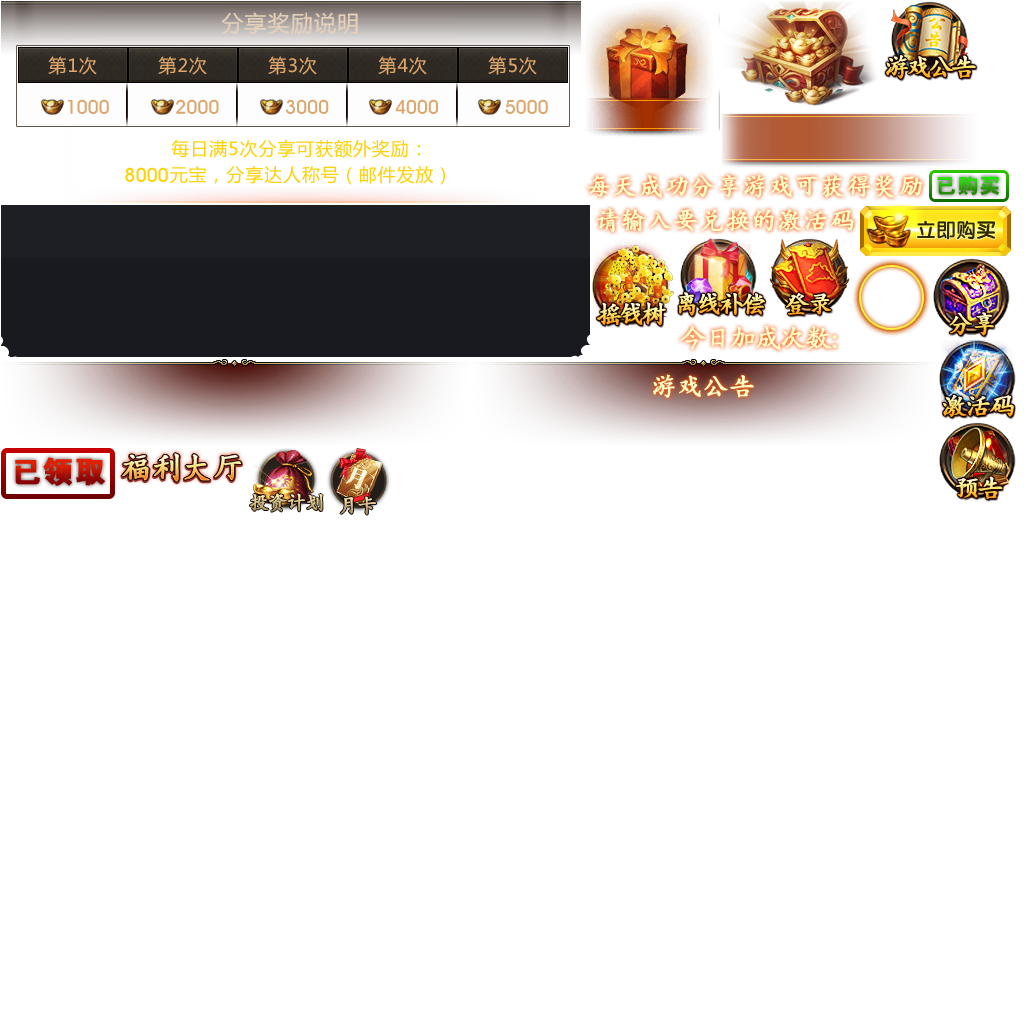 分享奖励说明
第1次 第2次 第3次 第4次 第5次
1000 2000 3000 4000 5000
每日满5次分享可获额外奖励：
8000元宝，分享达人称号（邮件发放）
公告
游戏公告
每天成功分享游戏可获得奖励
已购买
请输入要兑换的激活码
立即购买
摇钱树
离线补偿
登录
分享
今日加成次数:
游戏公告
激活码
预告
已领取
福利大厅
投资计划
月
月卡